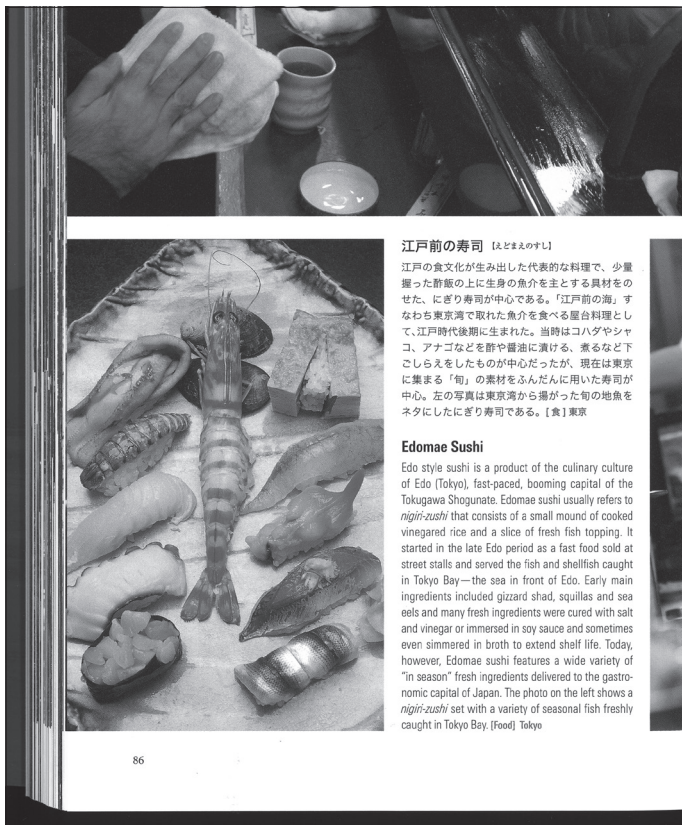 江戸前の寿司 【えどまえのすし】
江戸の食文化が生み出した代表的な料理で、少量
握った酢飯の上に生身の魚介を主とする具材をの
せた、にぎり寿司が中心である。「江戸前の海」す
なわち東京湾で取れた魚介を食べる屋台料理とし
て、江戸時代後期に生まれた。当時はコハダやシャ
コ、アナゴなどを酢や醤油に漬ける、煮るなど下
ごしらえをしたものが中心だったが、現在は東京
に集まる「旬」の素材をふんだんに用いた寿司が
中心。左の写真は東京湾から揚がった旬の地魚を
ネタにしたにぎり寿司である。[食]東京
Edomae Sushi
Edo style sushi is a product of the culinary culture
of Edo (Tokyo), fast-paced, booming capital of the
Tokugawa Shogunate. Edomae sushi usually refers to
nigiri-zushi that consists of a small mound of cooked
vinegared rice and a slice of fresh fish topping. It
started in the late Edo period as a fast food sold at
street stalls and served the fish and shellfish caught
in Tokyo Bay—the sea in front of Edo. Early main
ingredients included gizzard shad, squillas and sea
eels and many fresh ingredients were cured with salt
and vinegar or immersed in soy sauce and sometimes
even simmered in broth to extend shelf life. Today,
however, Edomae sushi features a wide variety of
"in season" fresh ingredients delivered to the gastro-
nomic capital of Japan. The photo on the left shows a
nigiri-zushi set with a variety of seasonal fish freshly
caught in Tokyo Bay. [Food] Tokyo
86